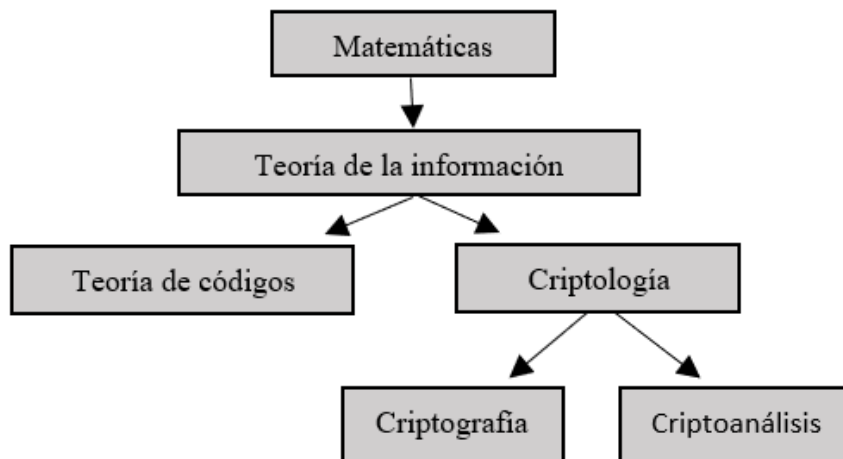 Matemáticas
Teoría de la información
Teoría de códigos
Criptología
Criptografía
Criptoanálisis